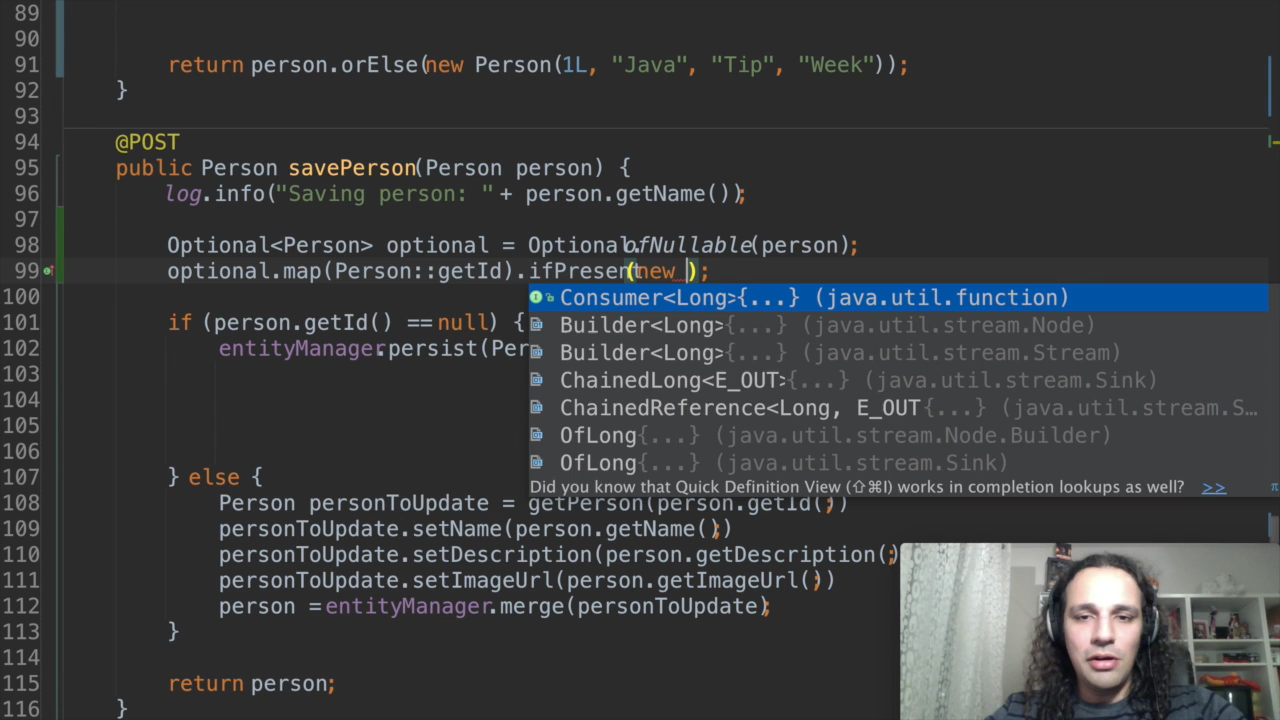 89
90
91 return person.orElse(new Person(1L, "Java", "Tip", "Week"));
92 }
93
94 @POST
95 public Person savePerson(Person person) {
96 log.info("Saving person: " + person.getName());
97
98 Optional<Person> optional = Optional.ofNullable(person);
99 optional.map(Person::getId).ifPresent(new );
100 Consumer<Long>{...} (java.util.function)
101 if (person.getId() == null) { Builder<Long>{...} (java.util.stream.Node)
102 entityManager.persist(Per Builder<Long>{...} (java.util.stream.Stream)
103 ChainedLong<E_OUT>{...} (java.util.stream.Sink)
104 ChainedReference<Long, E_OUT{...} (java.util.stream.S...
105 OfLong{...} (java.util.stream.Node.Builder)
106 OfLong{...} (java.util.stream.Sink)
Did you know that Quick Definition View (⇧⌘I) works in completion lookups as well? >> π
107 } else {
108 Person personToUpdate = getPerson(person.getId());
109 personToUpdate.setName(person.getName());
110 personToUpdate.setDescription(person.getDescription();
111 personToUpdate.setImageUrl(person.getImageUrl());
112 person = entityManager.merge(personToUpdate);
113 }
114
115 return person;
116 }